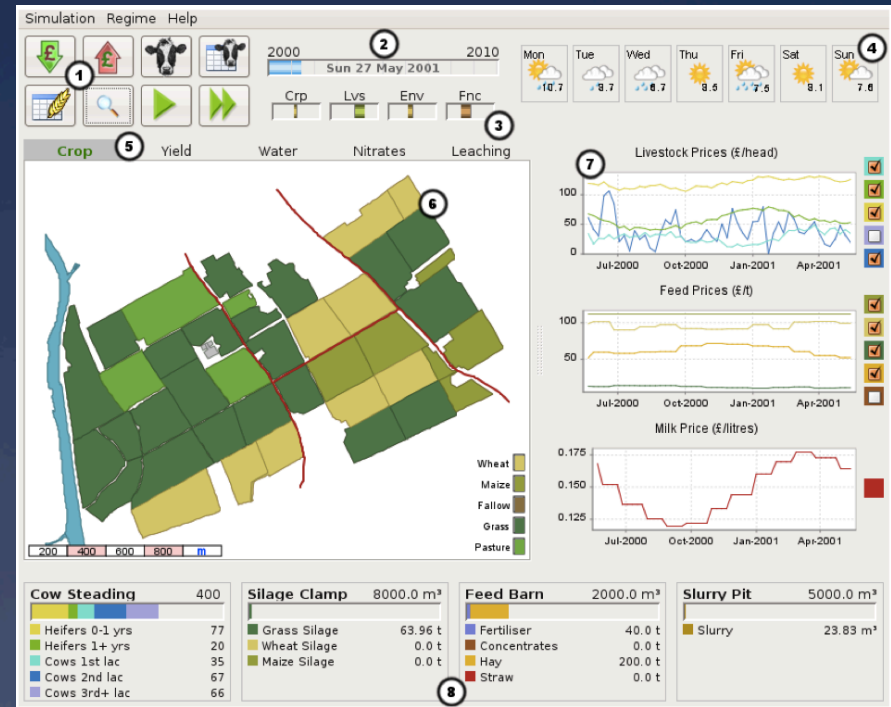 Simulation Regime Help
2000 2 2010
Sun 27 May 2001
1
Crp Lvs Env Fnc
3
Mon Tue Wed Thu Fri Sat Sun 4
10.7 8.7 6.7 8.5 7.5 8.1 7.6
Crop 5 Yield Water Nitrates Leaching
6
Wheat
Maize
Fallow
Grass
Pasture
200 400 600 800 m
7 Livestock Prices (£/head)
100
50
0
Jul-2000 Oct-2000 Jan-2001 Apr-2001
Feed Prices (£/t)
100
50
Jul-2000 Oct-2000 Jan-2001 Apr-2001
Milk Price (£/litres)
0.175
0.150
0.125
Jul-2000 Oct-2000 Jan-2001 Apr-2001
Cow Steading 400
Heifers 0-1 yrs 77
Heifers 1+ yrs 20
Cows 1st lac 35
Cows 2nd lac 67
Cows 3rd+ lac 66
Silage Clamp 8000.0 m³
Grass Silage 63.96 t
Wheat Silage 0.0 t
Maize Silage 0.0 t
Feed Barn 2000.0 m³
Fertiliser 40.0 t
Concentrates 0.0 t
Hay 200.0 t
Straw 0.0 t
8
Slurry Pit 5000.0 m³
Slurry 23.83 m³